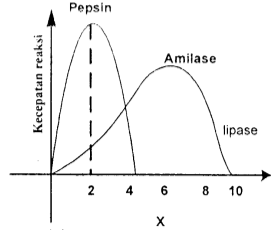 Pepsin
Kecepatan reaksi
Amilase
lipase
2 4 6 8 10
X